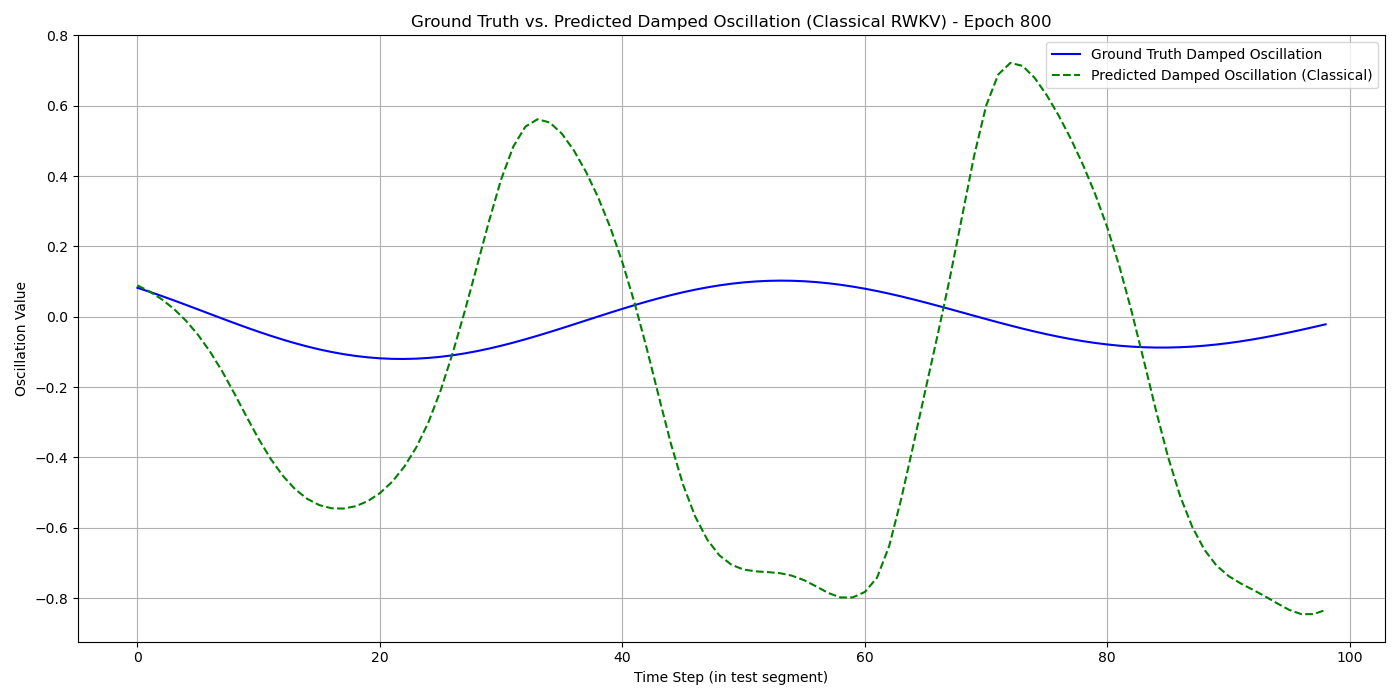 Ground Truth vs. Predicted Damped Oscillation (Classical RWKV) - Epoch 800
Ground Truth Damped Oscillation
Predicted Damped Oscillation (Classical)
Oscillation Value
0.8
0.6
0.4
0.2
0.0
−0.2
−0.4
−0.6
−0.8
0 20 40 60 80 100
Time Step (in test segment)